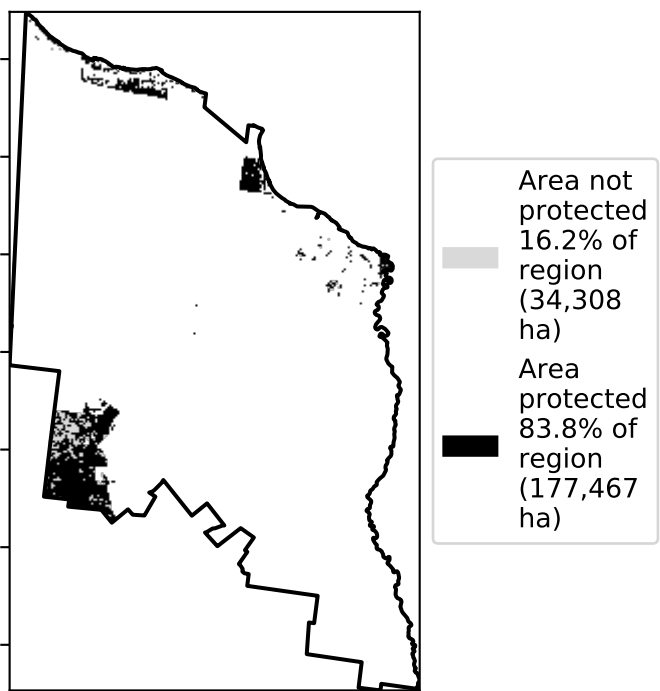 Area not
protected
16.2% of
region
(34,308
ha)
Area
protected
83.8% of
region
(177,467
ha)